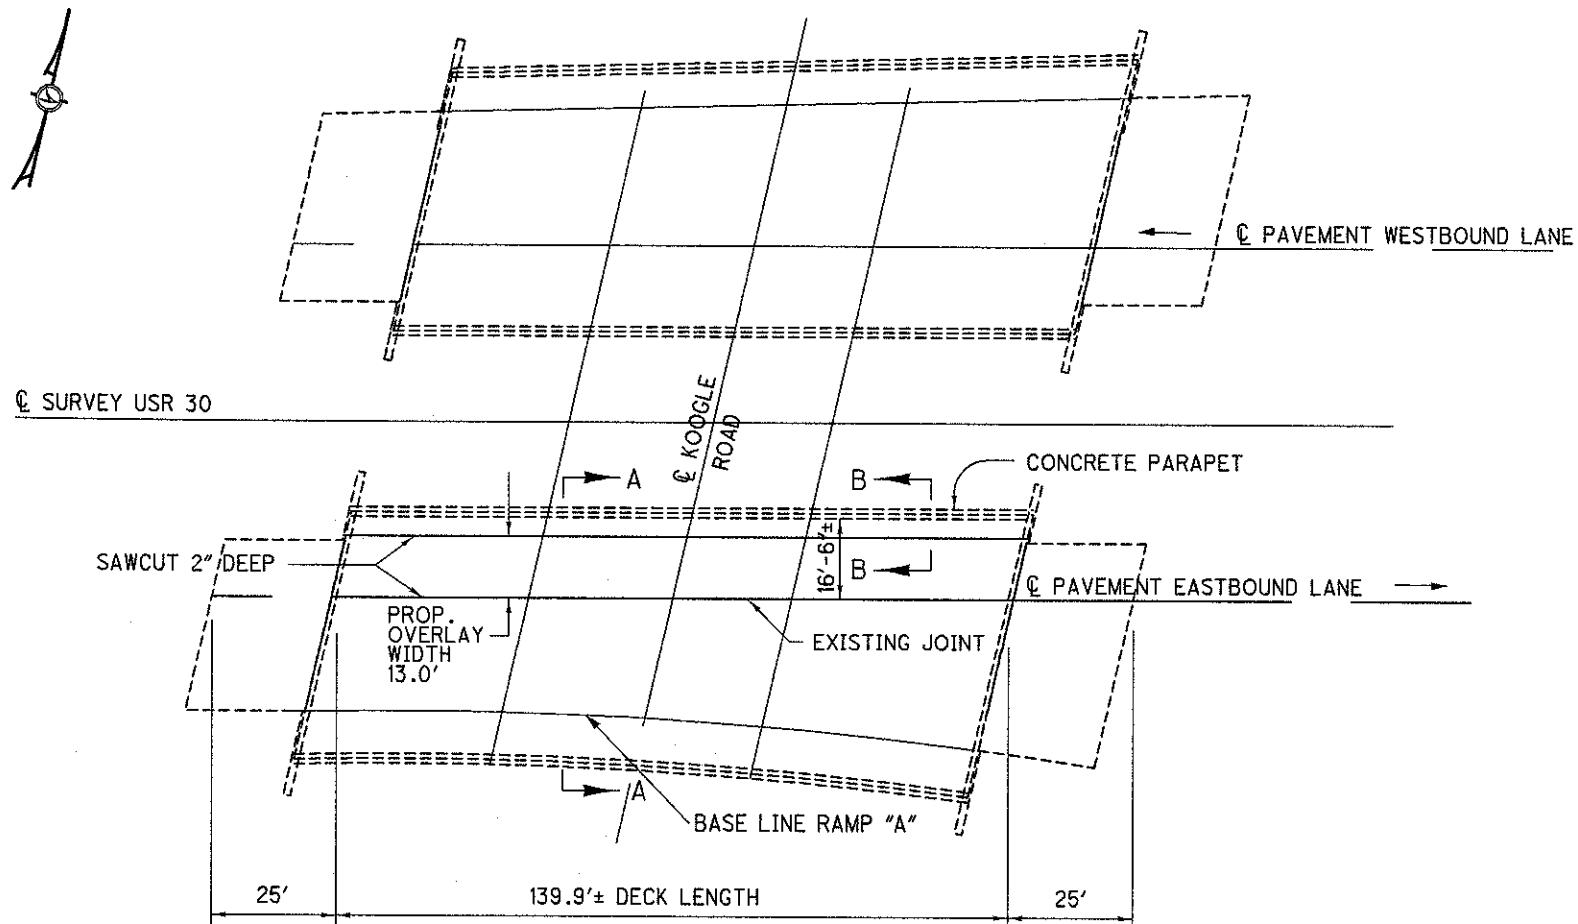 ℄ PAVEMENT WESTBOUND LANE
℄ SURVEY USR 30
℄ KOOGLE
ROAD
CONCRETE PARAPET
A
B
16'-6"±
SAWCUT 2" DEEP
B
℄ PAVEMENT EASTBOUND LANE
PROP.
OVERLAY
WIDTH
13.0'
EXISTING JOINT
A
BASE LINE RAMP "A"
25'
139.9'± DECK LENGTH
25'